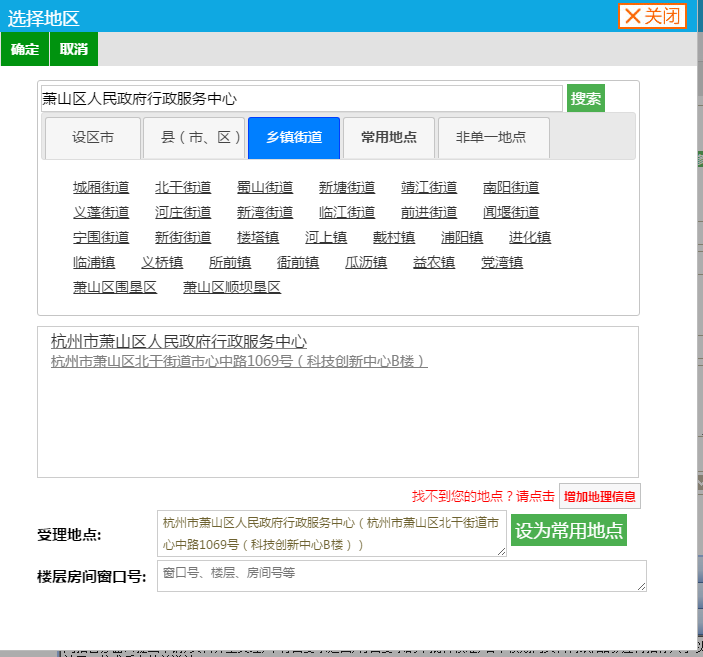 选择地区
关闭
确定 取消
萧山区人民政府行政服务中心 搜索
设区市 县（市、区） 乡镇街道 常用地点 非单一地点
城厢街道 北干街道 蜀山街道 新塘街道 靖江街道 南阳街道
义蓬街道 河庄街道 新湾街道 临江街道 前进街道 闻堰街道
宁围街道 新街街道 楼塔镇 河上镇 戴村镇 浦阳镇 进化镇
临浦镇 义桥镇 所前镇 衙前镇 瓜沥镇 益农镇 党湾镇
萧山区围垦区 萧山区顺坝垦区
杭州市萧山区人民政府行政服务中心
杭州市萧山区北干街道市心中路1069号（科技创新中心B楼）
找不到您的地点？请点击 增加地理信息
受理地点: 杭州市萧山区人民政府行政服务中心（杭州市萧山区北干街道市
心中路1069号（科技创新中心B楼）） 设为常用地点
楼层房间窗口号: 窗口号、楼层、房间号等